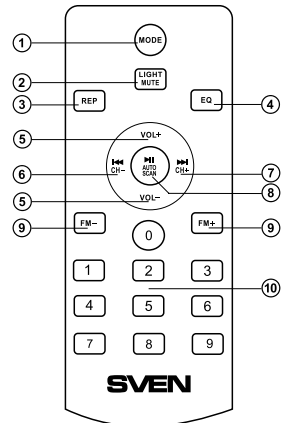 ① MODE
② LIGHT MUTE
③ REP EQ ④
⑤ VOL+
⑥ ⏮ CH− ⏯ AUTO SCAN ⏭ CH+ ⑦
⑧
⑤ VOL−
⑨ FM− FM+ ⑨
0
1 2 3
⑩
4 5 6
7 8 9
SVEN